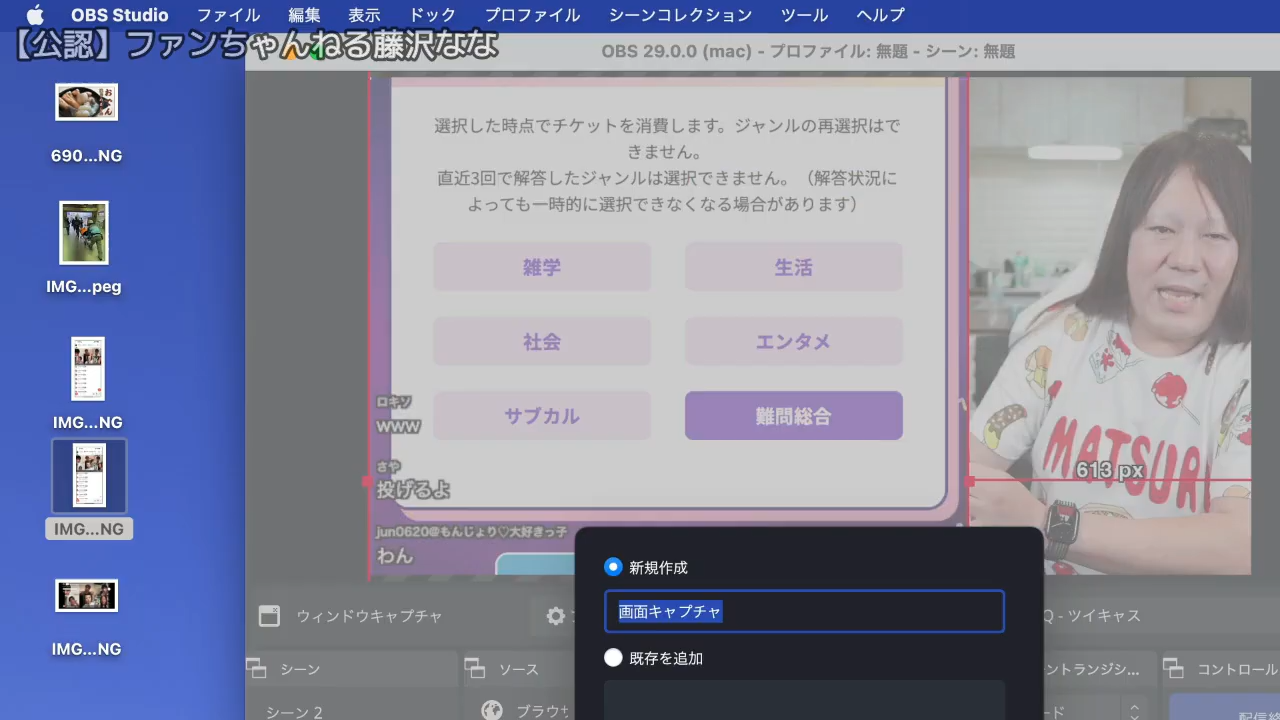 OBS Studio ファイル 編集 表示 ドック プロファイル シーンコレクション ツール ヘルプ
【公認】ファンちゃんねる藤沢なな
OBS 29.0.0 (mac) - プロファイル: 無題 - シーン: 無題
690...NG
IMG...peg
IMG...NG
IMG...NG
IMG...NG
選択した時点でチケットを消費します。ジャンルの再選択はで
きません。
直近3回で解答したジャンルは選択できません。（解答状況に
よっても一時的に選択できなくなる場合があります）
雑学
生活
社会
エンタメ
サブカル
難問総合
ロキソ
WWW
さや
投げるよ
jun0620@もんじょり♡大好きっ子
わん
MATSURI
613 px
新規作成
画面キャプチャ
既存を追加
ウィンドウキャプチャ
Q - ツイキャス
シーン
ソース
ントランジシ...
コントロール
シーン 2
ブラウ
ード